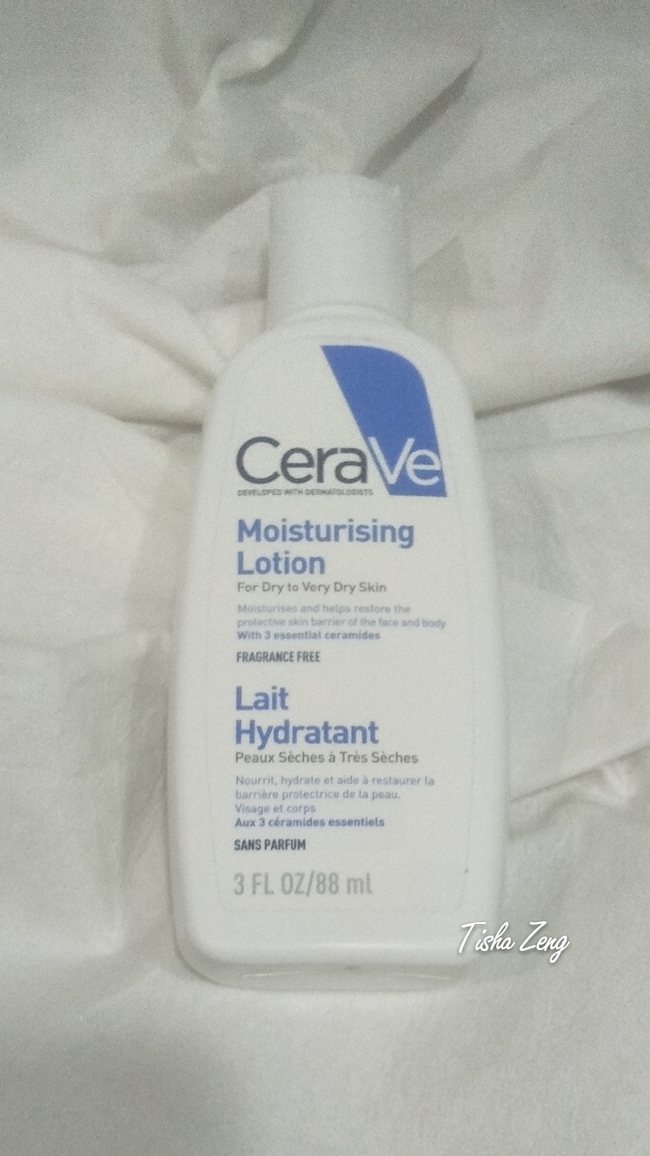 CeraVe
DEVELOPED WITH DERMATOLOGISTS
Moisturising
Lotion
For Dry to Very Dry Skin
Moisturises and helps restore the
protective skin barrier of the face and body
With 3 essential ceramides
FRAGRANCE FREE
Lait
Hydratant
Peaux Sèches à Très Sèches
Nourrit, hydrate et aide à restaurer la
barrière protectrice de la peau.
Visage et corps
Aux 3 céramides essentiels
SANS PARFUM
3 FL OZ/88 ml
Tisha Zeng